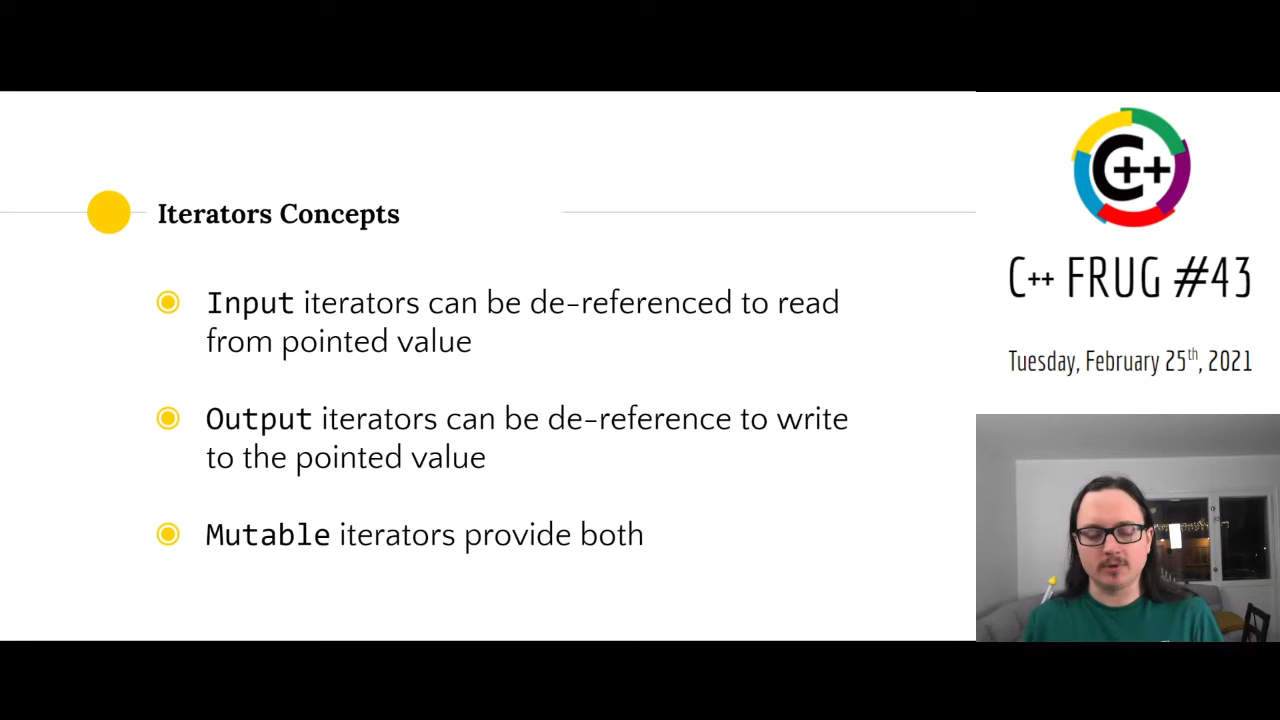 Iterators Concepts
Input iterators can be de-referenced to read
from pointed value
Output iterators can be de-reference to write
to the pointed value
Mutable iterators provide both
C++
C++ FRUG #43
Tuesday, February 25th, 2021